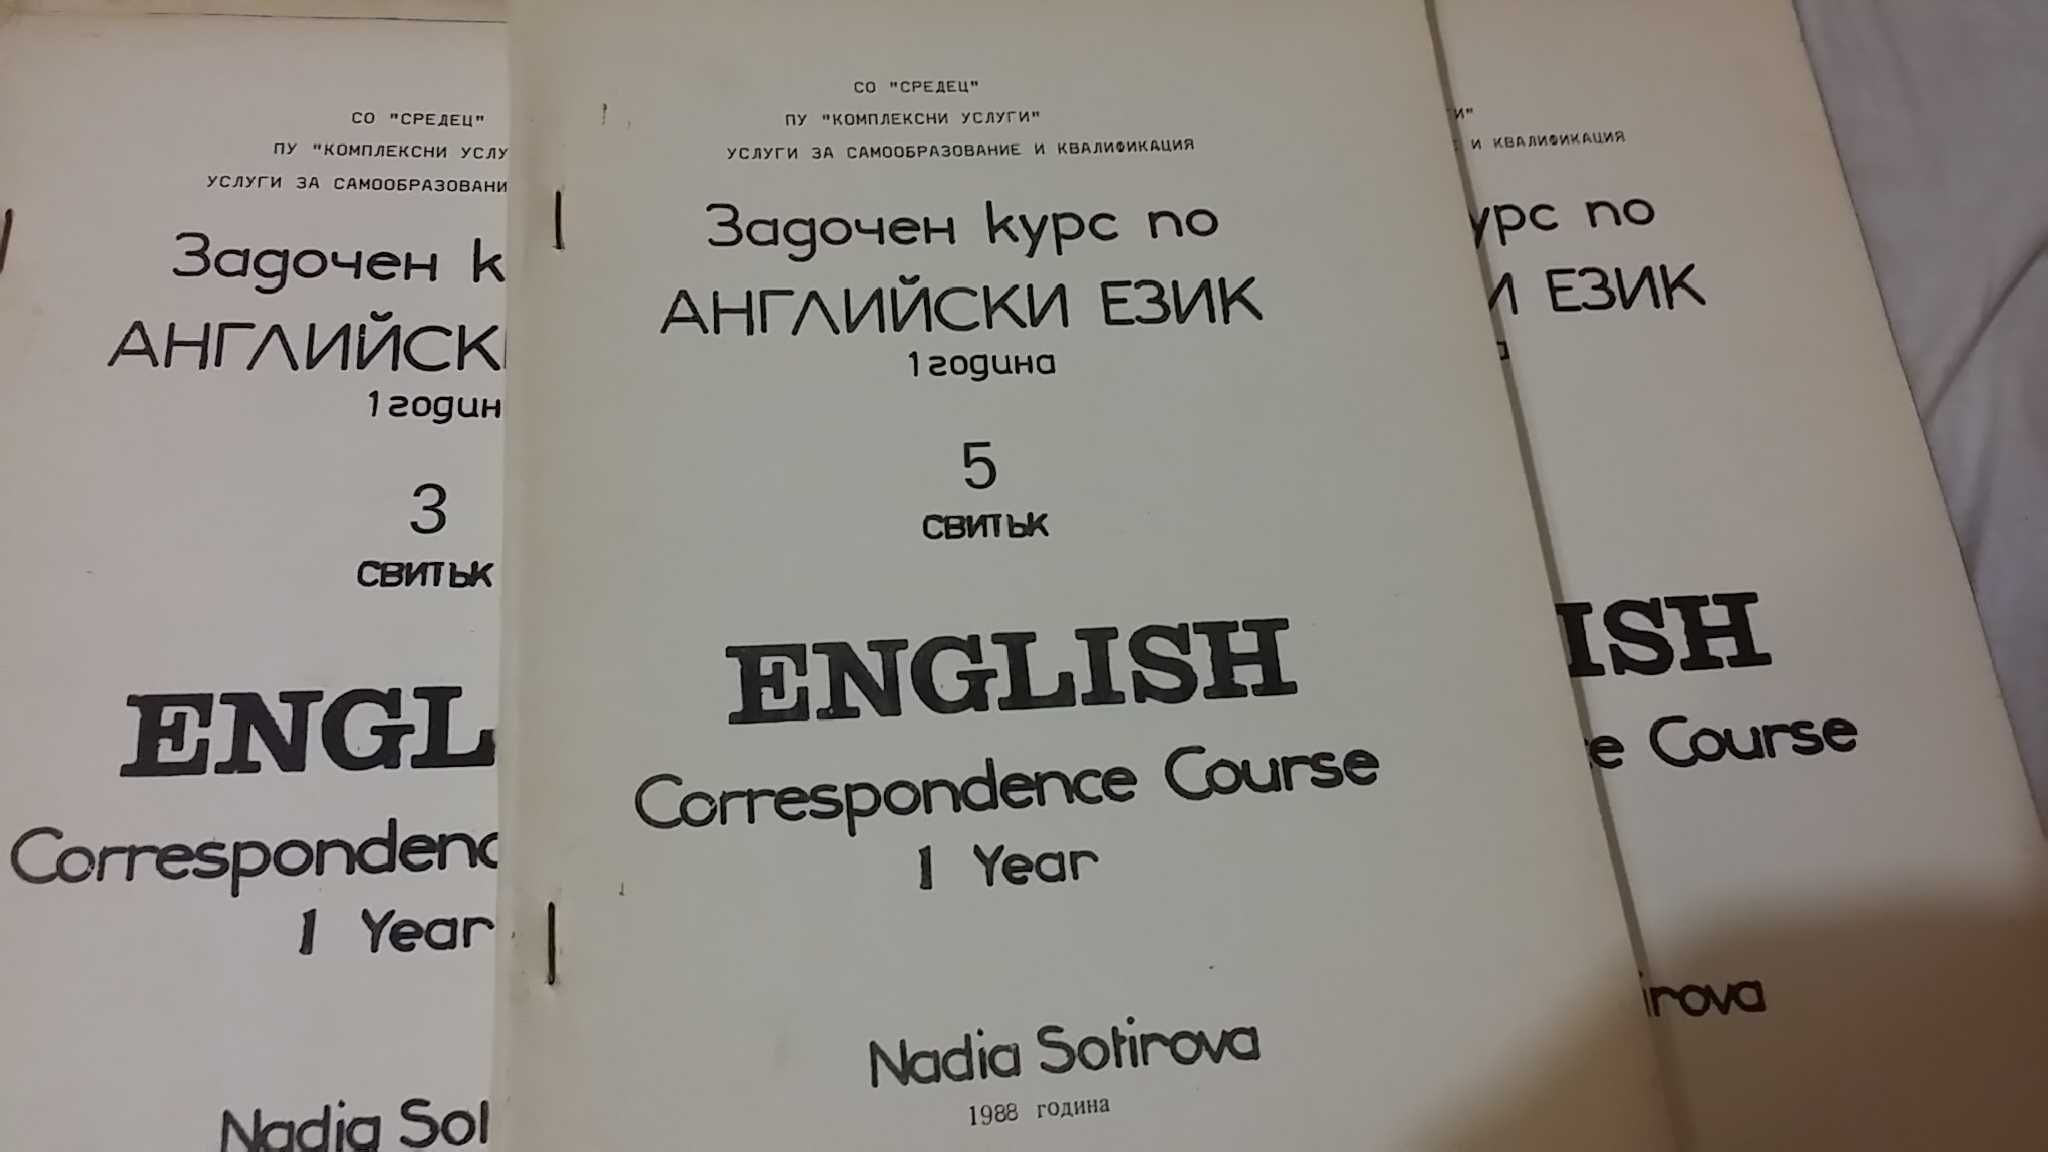 СО "СРЕДЕЦ"
ПУ "КОМПЛЕКСНИ УСЛУ
УСЛУГИ ЗА САМООБРАЗОВАНИ
Задочен к
АНГЛИЙСК
1 годин
3
СВИТЪК
ENGL
Correspondenc
1 Year
Nadia Sot
СО "СРЕДЕЦ"
ПУ "КОМПЛЕКСНИ УСЛУГИ"
УСЛУГИ ЗА САМООБРАЗОВАНИЕ И КВАЛИФИКАЦИЯ
Задочен курс по
АНГЛИЙСКИ ЕЗИК
1 година
5
СВИТЪК
ENGLISH
Correspondence Course
1 Year
Nadia Sotirova
1988 година
И"
И КВАЛИФИКАЦИЯ
урс по
И ЕЗИК
а
ISH
e Course
irova